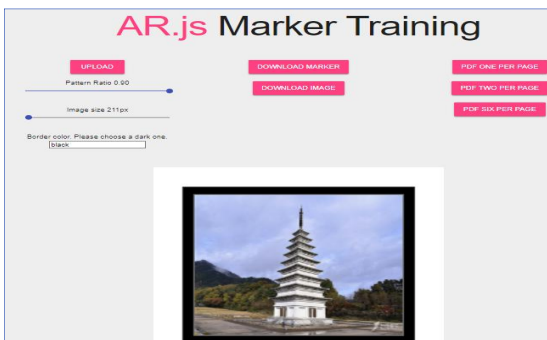 AR.js Marker Training
UPLOAD
Pattern Ratio 0.90
Image size 211px
Border color. Please choose a dark one.
black
DOWNLOAD MARKER
DOWNLOAD IMAGE
PDF ONE PER PAGE
PDF TWO PER PAGE
PDF SIX PER PAGE